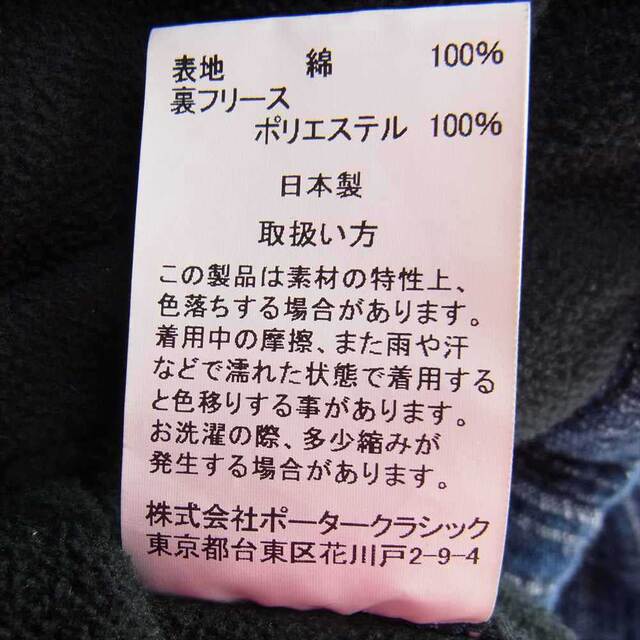 表地 綿 100%
裏フリース
ポリエステル 100%
日本製
取扱い方
この製品は素材の特性上、
色落ちする場合があります。
着用中の摩擦、また雨や汗
などで濡れた状態で着用する
と色移りする事があります。
お洗濯の際、多少縮みが
発生する場合があります。
株式会社ポータークラシック
東京都台東区花川戸2-9-4